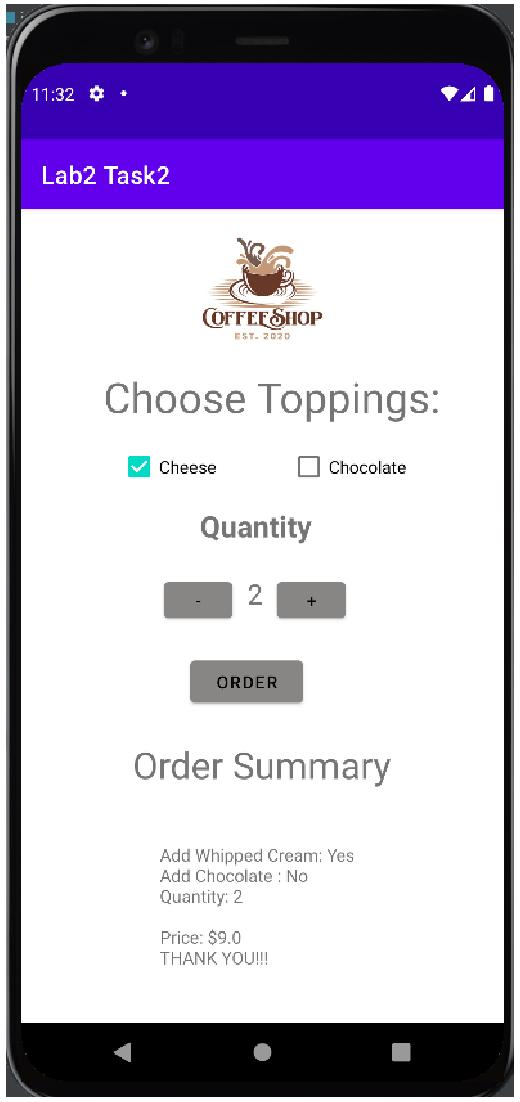 11:32
Lab2 Task2
COFFEE SHOP
EST. 2020
Choose Toppings:
Cheese Chocolate
Quantity
- 2 +
ORDER
Order Summary
Add Whipped Cream: Yes
Add Chocolate : No
Quantity: 2
Price: $9.0
THANK YOU!!!